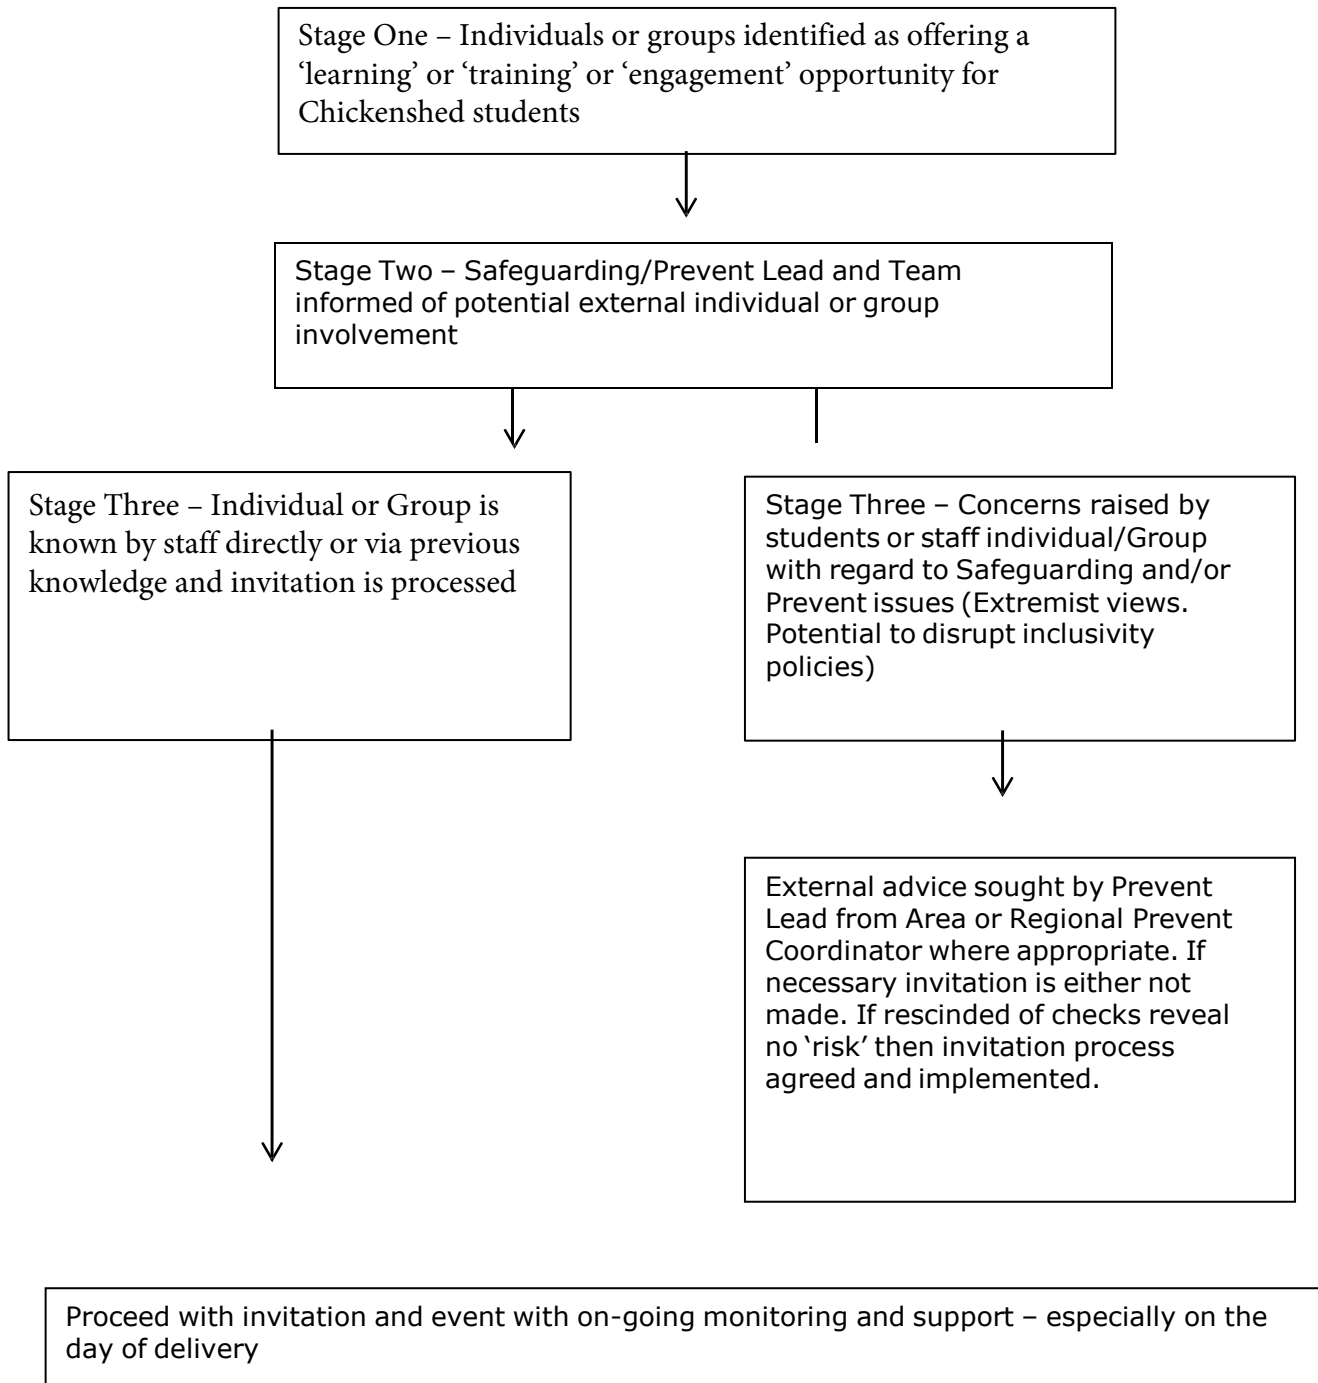 Stage One – Individuals or groups identified as offering a
‘learning’ or ‘training’ or ‘engagement’ opportunity for
Chickenshed students
Stage Two – Safeguarding/Prevent Lead and Team
informed of potential external individual or group
involvement
Stage Three – Individual or Group is
known by staff directly or via previous
knowledge and invitation is processed
Stage Three – Concerns raised by
students or staff individual/Group
with regard to Safeguarding and/or
Prevent issues (Extremist views.
Potential to disrupt inclusivity
policies)
External advice sought by Prevent
Lead from Area or Regional Prevent
Coordinator where appropriate. If
necessary invitation is either not
made. If rescinded of checks reveal
no ‘risk’ then invitation process
agreed and implemented.
Proceed with invitation and event with on-going monitoring and support – especially on the
day of delivery